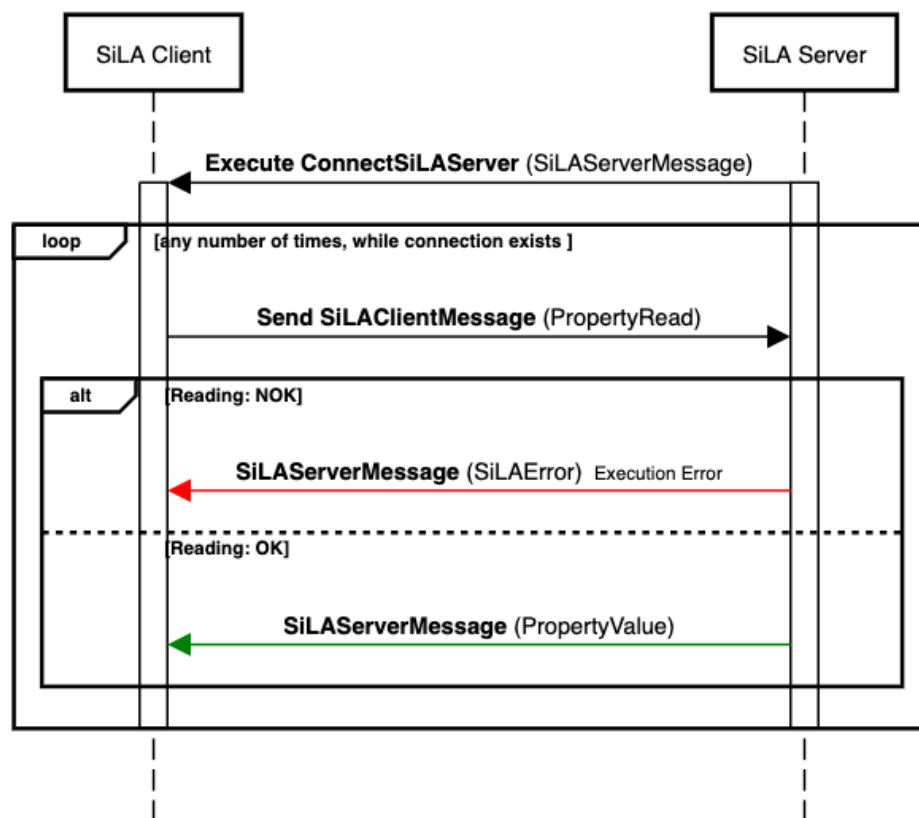 SiLA Client
SiLA Server
Execute ConnectSiLAServer (SiLAServerMessage)
loop [any number of times, while connection exists ]
Send SiLAClientMessage (PropertyRead)
alt [Reading: NOK]
SiLAServerMessage (SiLAError) Execution Error
[Reading: OK]
SiLAServerMessage (PropertyValue)